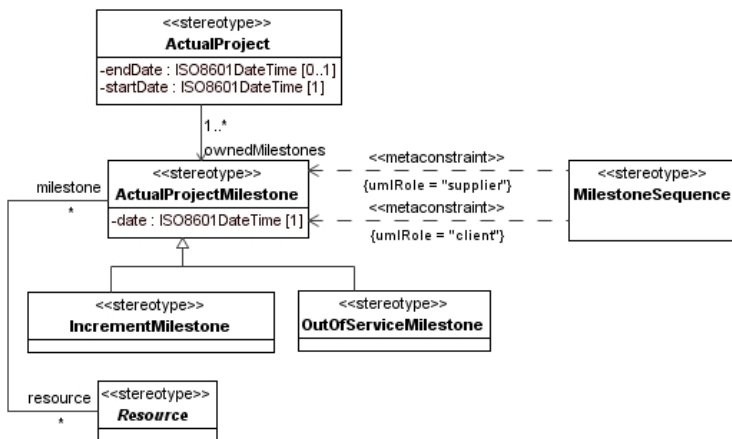 <<stereotype>>
ActualProject
-endDate : ISO8601DateTime [0..1]
-startDate : ISO8601DateTime [1]
1..*
ownedMilestones
<<stereotype>>
ActualProjectMilestone
-date : ISO8601DateTime [1]
milestone
*
<<metaconstraint>>
{umlRole = "supplier"}
<<metaconstraint>>
{umlRole = "client"}
<<stereotype>>
MilestoneSequence
<<stereotype>>
IncrementMilestone
<<stereotype>>
OutOfServiceMilestone
resource
*
<<stereotype>>
Resource